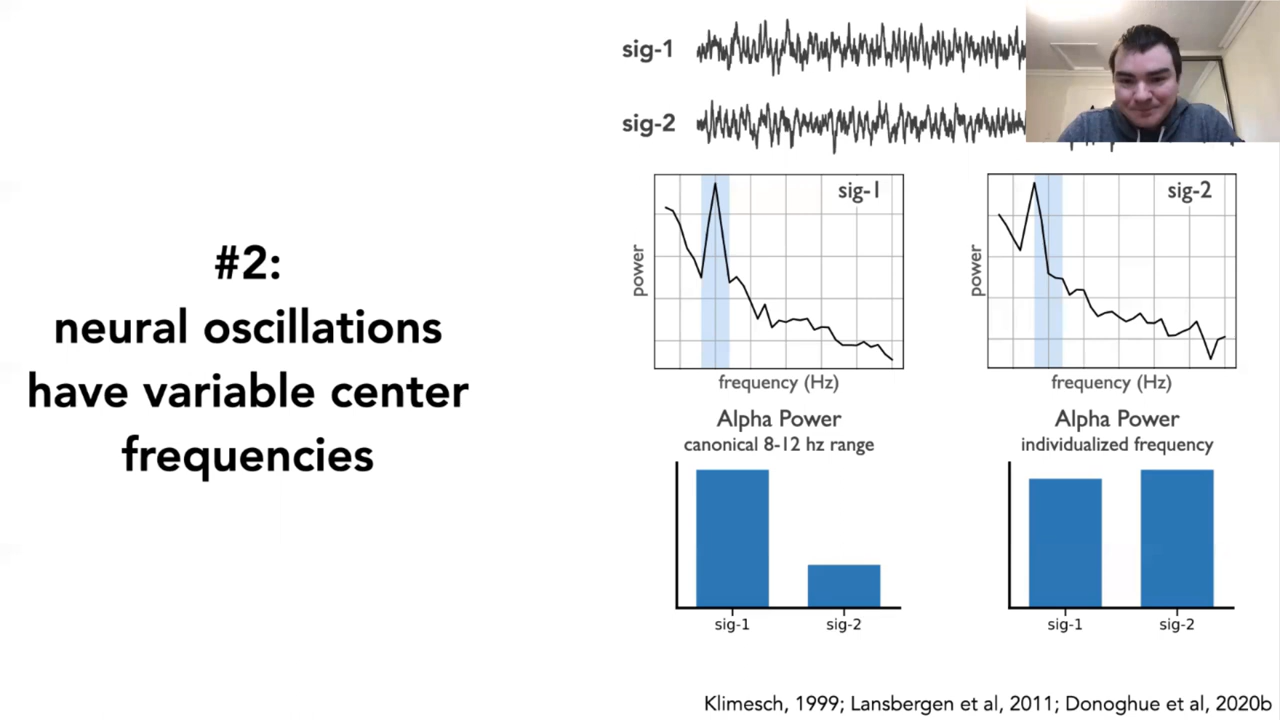 #2:
neural oscillations
have variable center
frequencies
sig-1
sig-2
sig-1
power
frequency (Hz)
sig-2
power
frequency (Hz)
Alpha Power
canonical 8-12 hz range
sig-1
sig-2
Alpha Power
individualized frequency
sig-1
sig-2
Klimesch, 1999; Lansbergen et al, 2011; Donoghue et al, 2020b